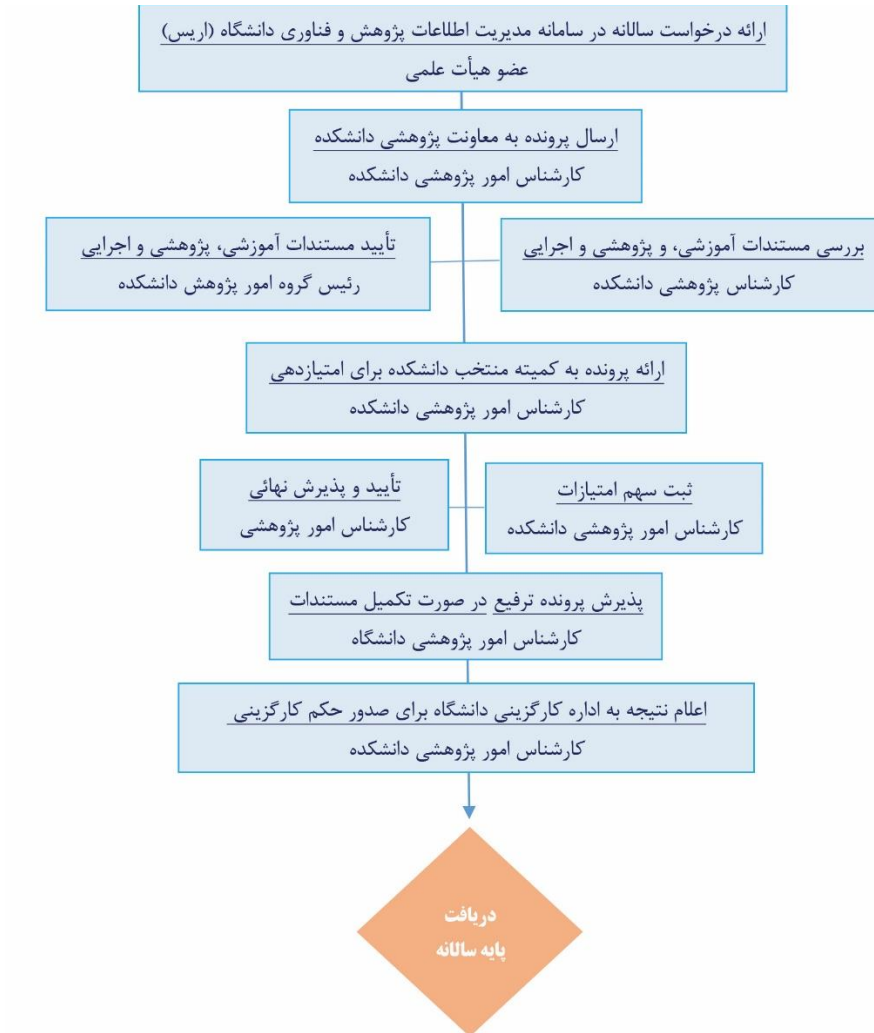 ارائه درخواست سالانه در سامانه مدیریت اطلاعات پژوهش و فناوری دانشگاه (اریس)
عضو هیأت علمی
ارسال پرونده به معاونت پژوهشی دانشکده
کارشناس امور پژوهشی دانشکده
بررسی مستندات آموزشی، و پژوهشی و اجرایی
کارشناس پژوهشی دانشکده
تأیید مستندات آموزشی، پژوهشی و اجرایی
رئیس گروه امور پژوهش دانشکده
ارائه پرونده به کمیته منتخب دانشکده برای امتیازدهی
کارشناس امور پژوهشی دانشکده
ثبت سهم امتیازات
کارشناس امور پژوهشی دانشکده
تأیید و پذیرش نهائی
کارشناس امور پژوهشی
پذیرش پرونده ترفیع در صورت تکمیل مستندات
کارشناس امور پژوهشی دانشگاه
اعلام نتیجه به اداره کارگزینی دانشگاه برای صدور حکم کارگزینی
کارشناس امور پژوهشی دانشکده
دریافت
پایه سالانه